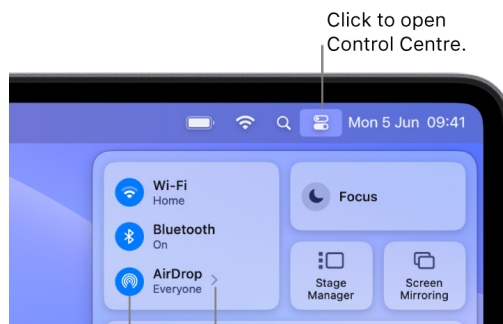 Click to open
Control Centre.
Mon 5 Jun 09:41
Wi-Fi
Home
Bluetooth
On
AirDrop
Everyone
Focus
Stage
Manager
Screen
Mirroring